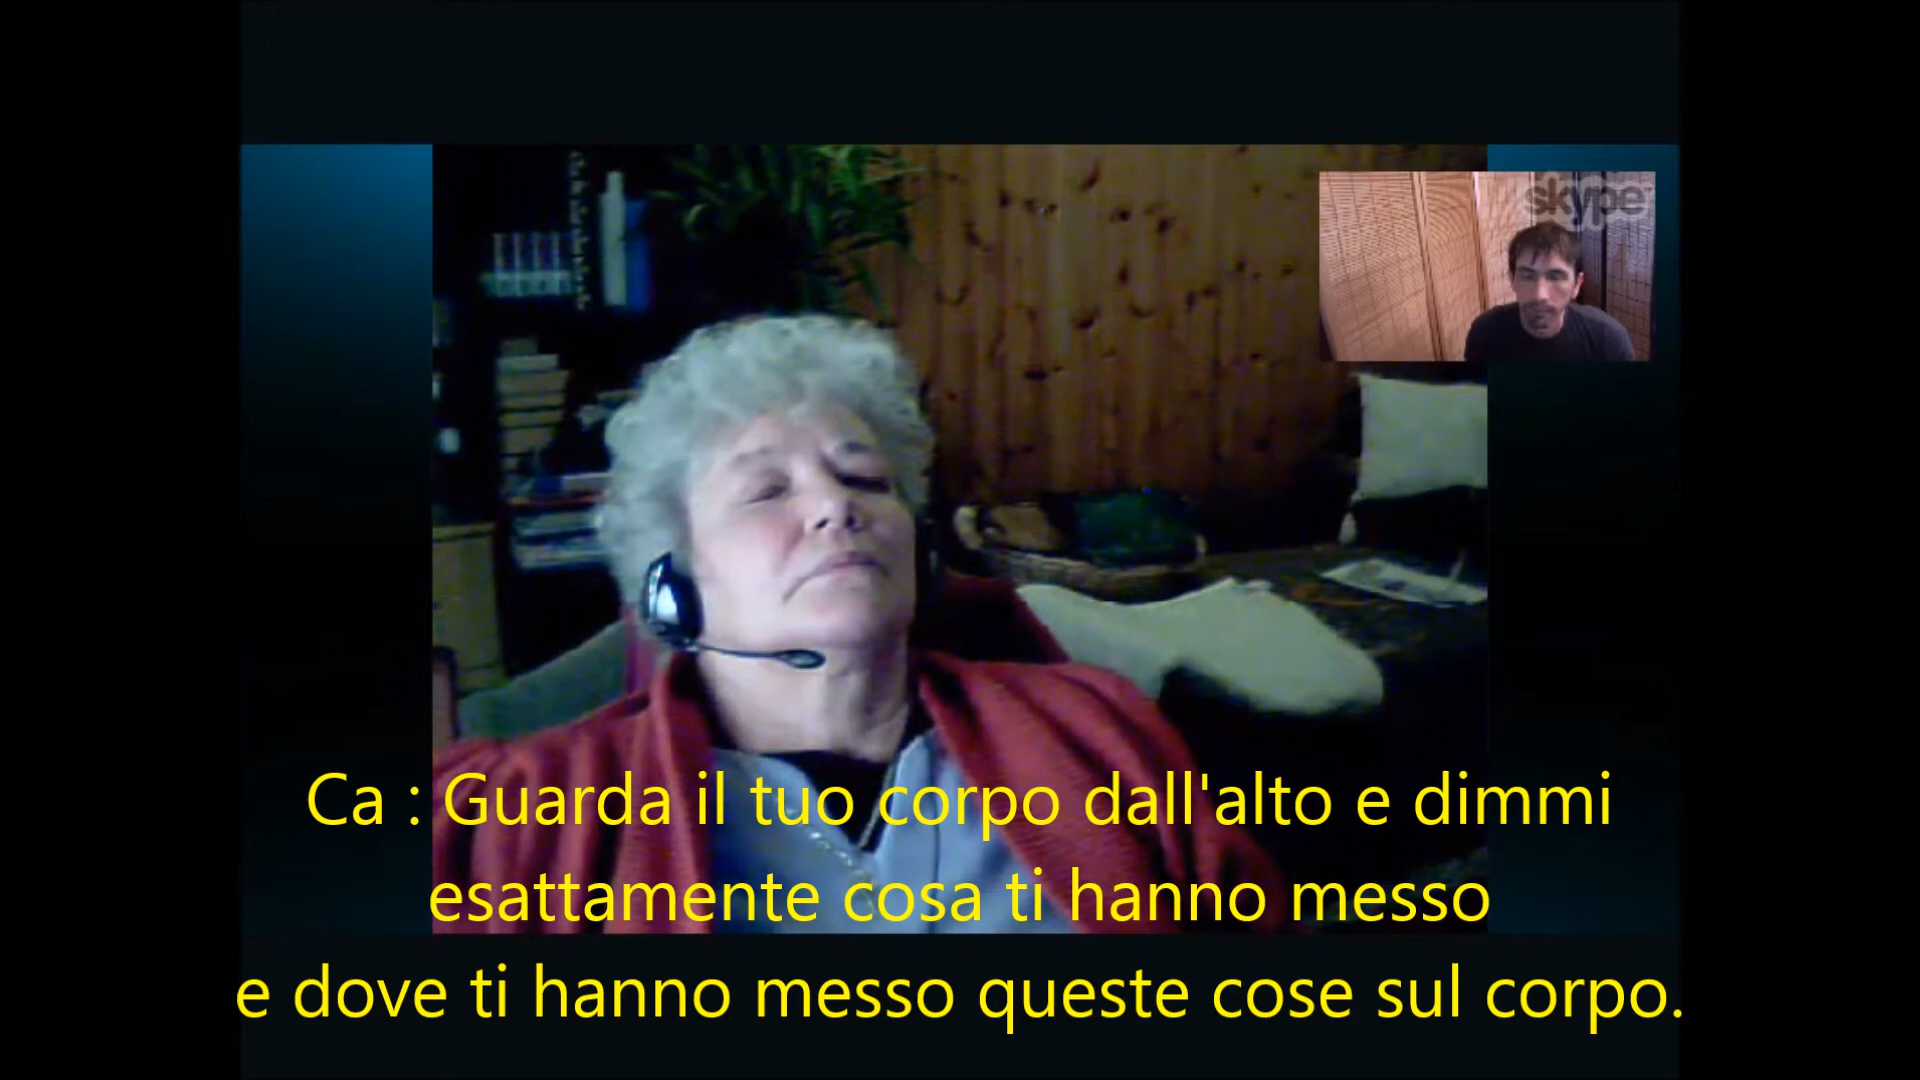 skype
Ca : Guarda il tuo corpo dall'alto e dimmi
esattamente cosa ti hanno messo
e dove ti hanno messo queste cose sul corpo.